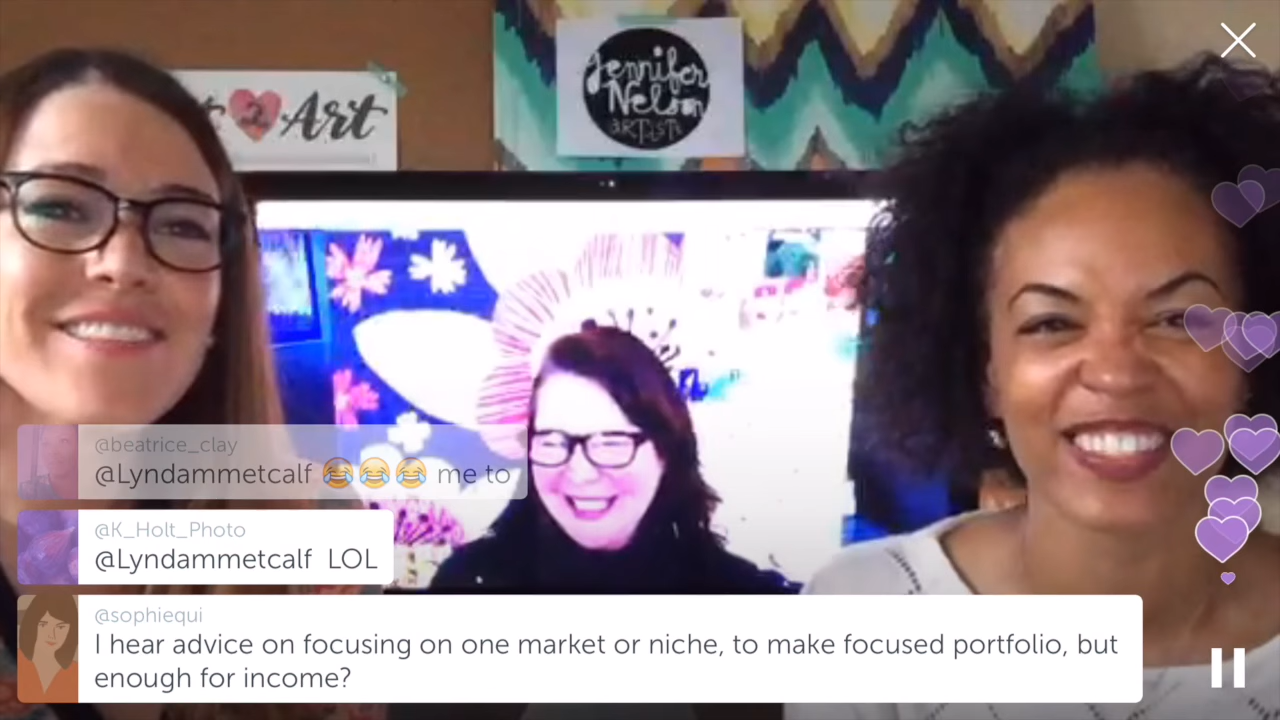 Art
Jennifer
Nelson
ARTIST
@beatrice_clay
@Lyndammetcalf 😂😂😂 me to
@K_Holt_Photo
@Lyndammetcalf LOL
@sophiequi
I hear advice on focusing on one market or niche, to make focused portfolio, but
enough for income?